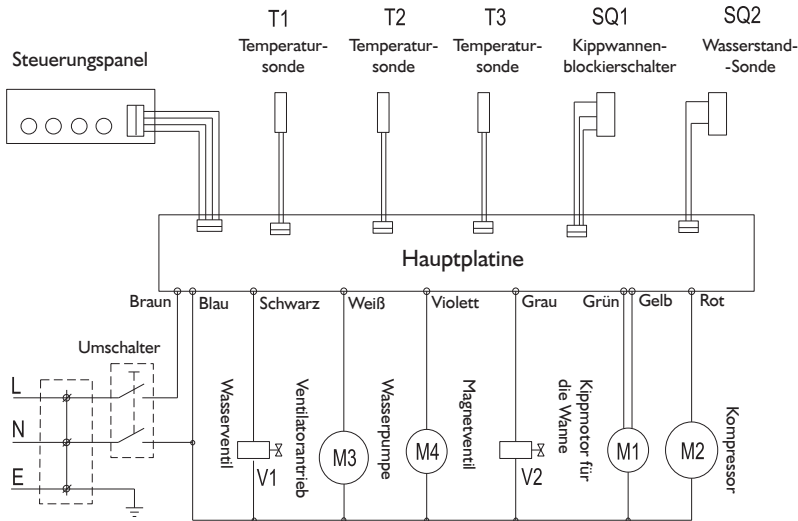 T1
T2
T3
SQ1
SQ2
Steuerungspanel
Temperatur-
sonde
Temperatur-
sonde
Temperatur-
sonde
Kippwannen-
blockierschalter
Wasserstand-
-Sonde
Hauptplatine
Braun
Blau
Schwarz
Weiß
Violett
Grau
Grün
Gelb
Rot
Umschalter
L
N
E
Wasserventil
V1
Ventilatorantrieb
M3
Wasserpumpe
M4
Magnetventil
V2
Kippmotor für
die Wanne
M1
M2
Kompressor